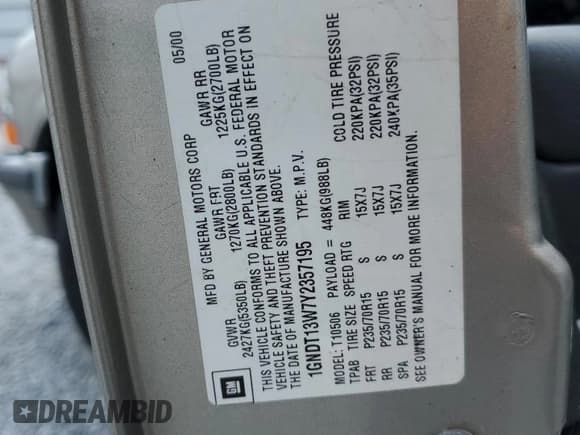 MFD BY GENERAL MOTORS CORP 05/00
GVWR GAWR FRT GAWR RR
2427KG(5350LB) 1270KG(2800LB) 1225KG(2700LB)
THIS VEHICLE CONFORMS TO ALL APPLICABLE U.S. FEDERAL MOTOR
VEHICLE SAFETY AND THEFT PREVENTION STANDARDS IN EFFECT ON
THE DATE OF MANUFACTURE SHOWN ABOVE.
1GNDT13W7Y2357195 TYPE: M.P.V.
MODEL: T10506 PAYLOAD = 448KG(988LB)
TPAB TIRE SIZE SPEED RTG RIM COLD TIRE PRESSURE
FRT P235/70R15 S 15X7J 220KPA(32PSI)
RR P235/70R15 S 15X7J 220KPA(32PSI)
SPA P235/70R15 S 15X7J 240KPA(35PSI)
SEE OWNER'S MANUAL FOR MORE INFORMATION.
GM
DREAMBID